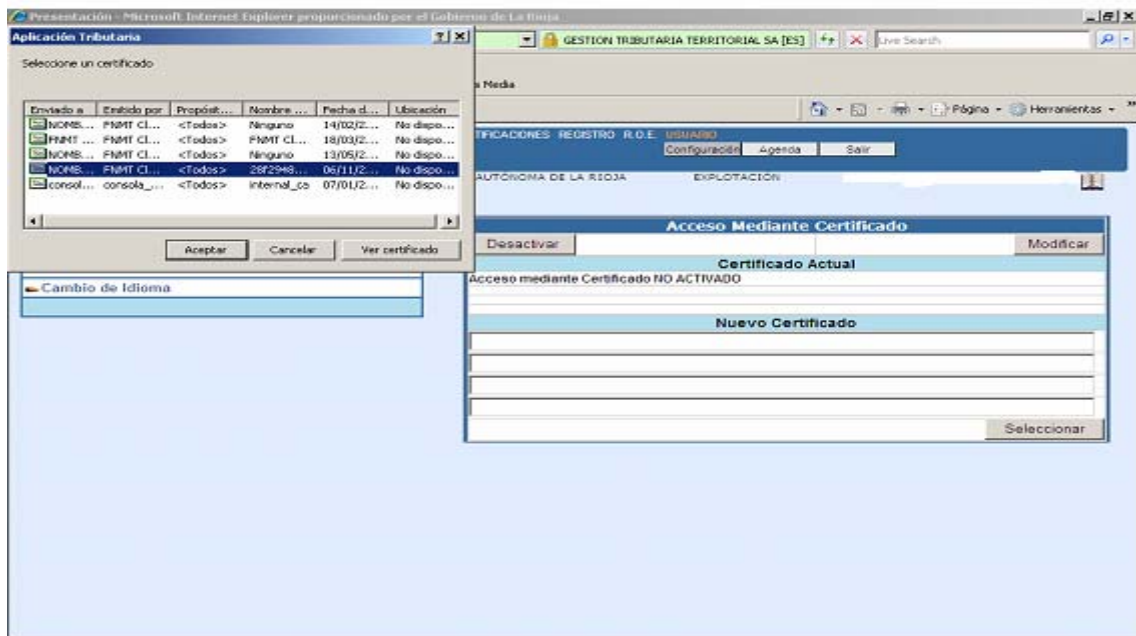 Presentación - Microsoft Internet Explorer proporcionado por el Gobierno de La Rioja
Aplicación Tributaria
GESTION TRIBUTARIA TERRITORIAL SA [ES]
Live Search
Seleccione un certificado
a Media
Enviado a Emitido por Propósit... Nombre ... Fecha d... Ubicación
NOMB... FNMT Cl... <Todos> Ninguno 14/02/2... No dispo...
FNMT ... FNMT Cl... <Todos> FNMT Cl... 18/03/2... No dispo...
NOMB... FNMT Cl... <Todos> Ninguno 13/05/2... No dispo...
NOMB... FNMT Cl... <Todos> 28f2948... 06/11/2... No dispo...
consol... consola_... <Todos> internal_ca 07/01/2... No dispo...
Página Herramientas
TIFICACIONES REGISTRO R.O.E. USUARIO
Configuración Agenda Salir
AUTÓNOMA DE LA RIOJA EXPLOTACIÓN
Aceptar Cancelar Ver certificado
Cambio de Idioma
Acceso Mediante Certificado
Desactivar Modificar
Certificado Actual
Acceso mediante Certificado NO ACTIVADO
Nuevo Certificado
Seleccionar